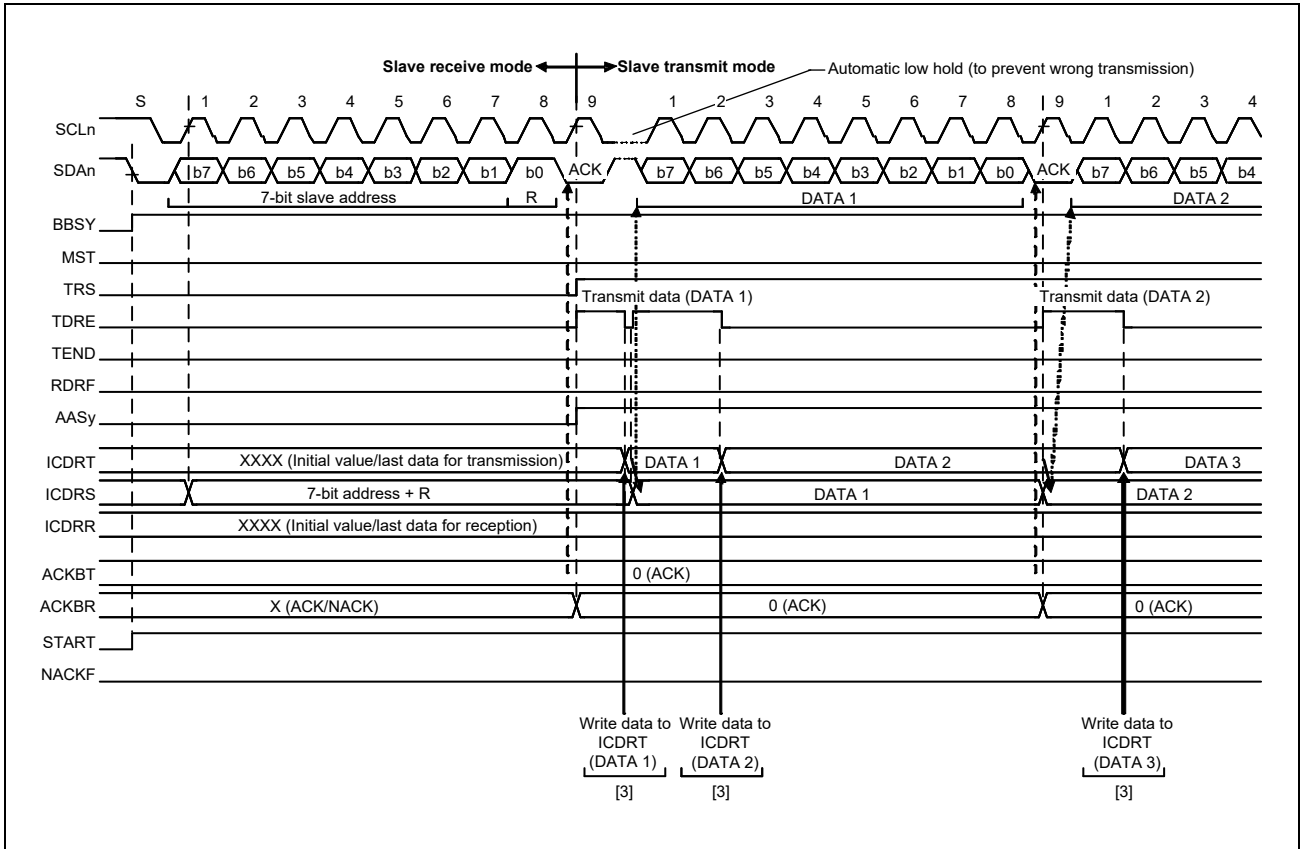 Slave receive mode Slave transmit mode Automatic low hold (to prevent wrong transmission)
S 1 2 3 4 5 6 7 8 9 1 2 3 4 5 6 7 8 9 1 2 3 4
SCLn
SDAn b7 b6 b5 b4 b3 b2 b1 b0 ACK b7 b6 b5 b4 b3 b2 b1 b0 ACK b7 b6 b5 b4
7-bit slave address R DATA 1 DATA 2
BBSY
MST
TRS
Transmit data (DATA 1) Transmit data (DATA 2)
TDRE
TEND
RDRF
AASy
ICDRT XXXX (Initial value/last data for transmission) DATA 1 DATA 2 DATA 3
ICDRS 7-bit address + R DATA 1 DATA 2
ICDRR XXXX (Initial value/last data for reception)
ACKBT 0 (ACK)
ACKBR X (ACK/NACK) 0 (ACK) 0 (ACK)
START
NACKF
Write data to Write data to Write data to
ICDRT ICDRT ICDRT
(DATA 1) (DATA 2) (DATA 3)
[3] [3] [3]